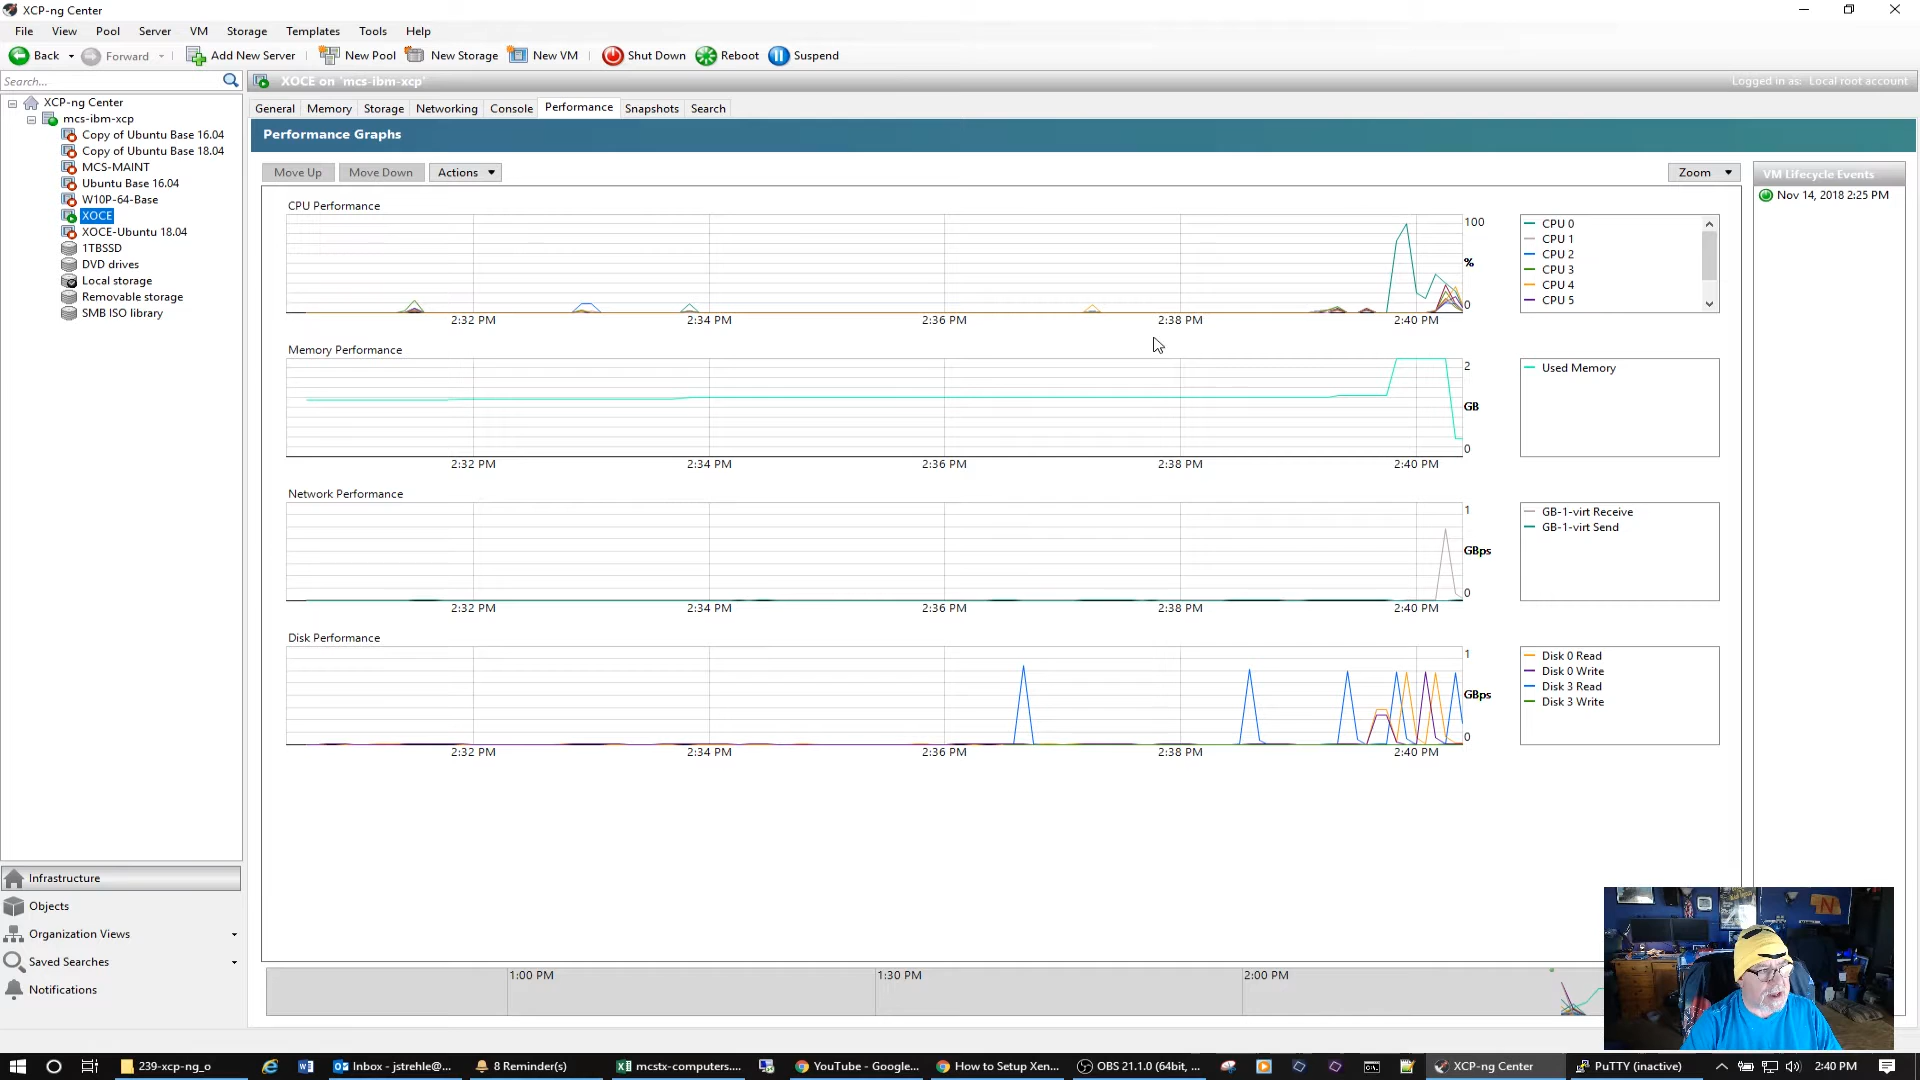 XCP-ng Center
File View Pool Server VM Storage Templates Tools Help
Back Forward Add New Server New Pool New Storage New VM Shut Down Reboot Suspend
Search...
XOCE on 'mcs-ibm-xcp'
Logged in as: Local root account
XCP-ng Center
mcs-ibm-xcp
Copy of Ubuntu Base 16.04
Copy of Ubuntu Base 18.04
MCS-MAINT
Ubuntu Base 16.04
W10P-64-Base
XOCE
XOCE-Ubuntu 18.04
1TBSSD
DVD drives
Local storage
Removable storage
SMB ISO library
General Memory Storage Networking Console Performance Snapshots Search
Performance Graphs
Move Up Move Down Actions Zoom
CPU Performance
100
%
0
2:32 PM 2:34 PM 2:36 PM 2:38 PM 2:40 PM
CPU 0
CPU 1
CPU 2
CPU 3
CPU 4
CPU 5
Memory Performance
2
GB
0
2:32 PM 2:34 PM 2:36 PM 2:38 PM 2:40 PM
Used Memory
Network Performance
1
GBps
0
2:32 PM 2:34 PM 2:36 PM 2:38 PM 2:40 PM
GB-1-virt Receive
GB-1-virt Send
Disk Performance
1
GBps
0
2:32 PM 2:34 PM 2:36 PM 2:38 PM 2:40 PM
Disk 0 Read
Disk 0 Write
Disk 3 Read
Disk 3 Write
1:00 PM 1:30 PM 2:00 PM
VM Lifecycle Events
Nov 14, 2018 2:25 PM
Infrastructure
Objects
Organization Views
Saved Searches
Notifications
N
239-xcp-ng_o Inbox - jstrehle@... 8 Reminder(s) mcstx-computers.... YouTube - Google... How to Setup Xen... OBS 21.1.0 (64bit, ... XCP-ng Center PuTTY (inactive) 2:40 PM